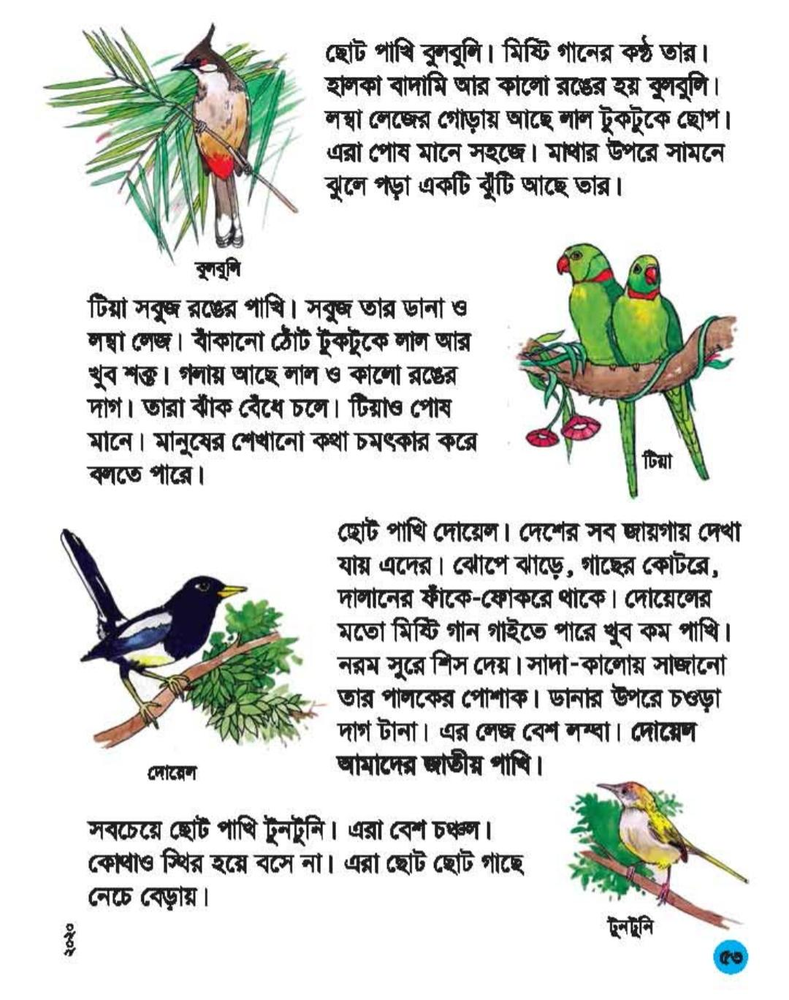 ছোট পাখি বুলবুলি। মিষ্টি গানের কণ্ঠ তার।
হালকা বাদামি আর কালো রঙের হয় বুলবুলি।
লম্বা লেজের গোড়ায় আছে লাল টুকটুকে ছোপ।
এরা পোষ মানে সহজে। মাথার উপরে সামনে
ঝুলে পড়া একটি ঝুঁটি আছে তার।
বুলবুলি
টিয়া সবুজ রঙের পাখি। সবুজ তার ডানা ও
লম্বা লেজ। বাঁকানো ঠোঁট টুকটুকে লাল আর
খুব শক্ত। গলায় আছে লাল ও কালো রঙের
দাগ। তারা ঝাঁক বেঁধে চলে। টিয়াও পোষ
মানে। মানুষের শেখানো কথা চমৎকার করে
বলতে পারে।
টিয়া
ছোট পাখি দোয়েল। দেশের সব জায়গায় দেখা
যায় এদের। ঝোপে ঝাড়ে, গাছের কোটরে,
দালানের ফাঁকে-ফোকরে থাকে। দোয়েলের
মতো মিষ্টি গান গাইতে পারে খুব কম পাখি।
নরম সুরে শিস দেয়। সাদা-কালোয় সাজানো
তার পালকের পোশাক। ডানার উপরে চওড়া
দাগ টানা। এর লেজ বেশ লম্বা। দোয়েল
আমাদের জাতীয় পাখি।
দোয়েল
সবচেয়ে ছোট পাখি টুনটুনি। এরা বেশ চঞ্চল।
কোথাও স্থির হয়ে বসে না। এরা ছোট ছোট গাছে
নেচে বেড়ায়।
টুনটুনি
২০২০
৫৩